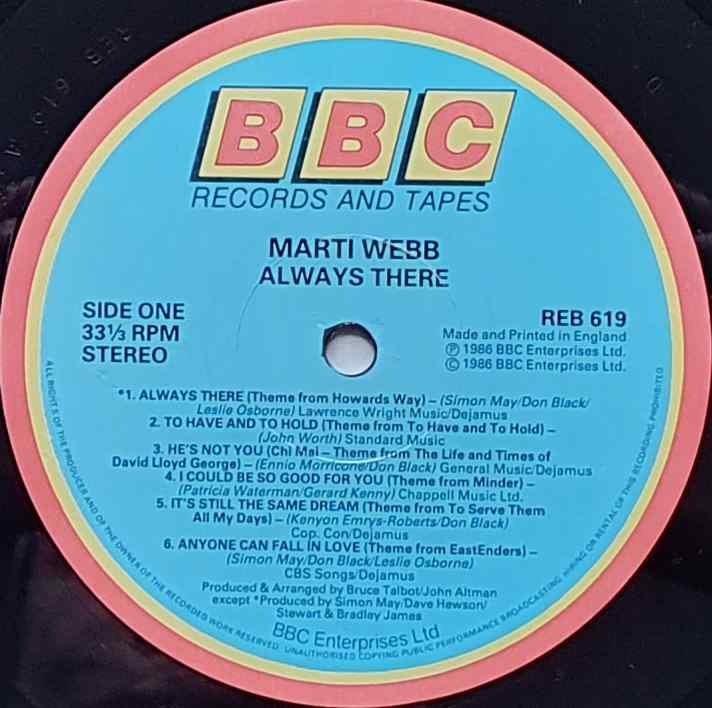 BBC
RECORDS AND TAPES
MARTI WEBB
ALWAYS THERE
SIDE ONE
33⅓ RPM
STEREO
REB 619
Made and Printed in England
℗ 1986 BBC Enterprises Ltd.
© 1986 BBC Enterprises Ltd.
*1. ALWAYS THERE (Theme from Howards Way) – (Simon May/Don Black/
Leslie Osborne) Lawrence Wright Music/Dejamus
2. TO HAVE AND TO HOLD (Theme from To Have and To Hold) –
(John Worth) Standard Music
3. HE'S NOT YOU (Chi Mai – Theme from The Life and Times of
David Lloyd George) – (Ennio Morricone/Don Black) General Music/Dejamus
4. I COULD BE SO GOOD FOR YOU (Theme from Minder) –
(Patricia Waterman/Gerard Kenny) Chappell Music Ltd.
5. IT'S STILL THE SAME DREAM (Theme from To Serve Them
All My Days) – (Kenyon Emrys-Roberts/Don Black)
Cop. Con/Dejamus
6. ANYONE CAN FALL IN LOVE (Theme from EastEnders) –
(Simon May/Don Black/Leslie Osborne)
CBS Songs/Dejamus
Produced & Arranged by Bruce Talbot/John Altman
except *Produced by Simon May/Dave Hewson/
Stewart & Bradley James
BBC Enterprises Ltd
ALL RIGHTS OF THE PRODUCER AND OF THE OWNER OF THE RECORDED WORK RESERVED. UNAUTHORISED COPYING PUBLIC PERFORMANCE BROADCASTING, HIRING OR RENTAL OF THIS RECORDING PROHIBITED